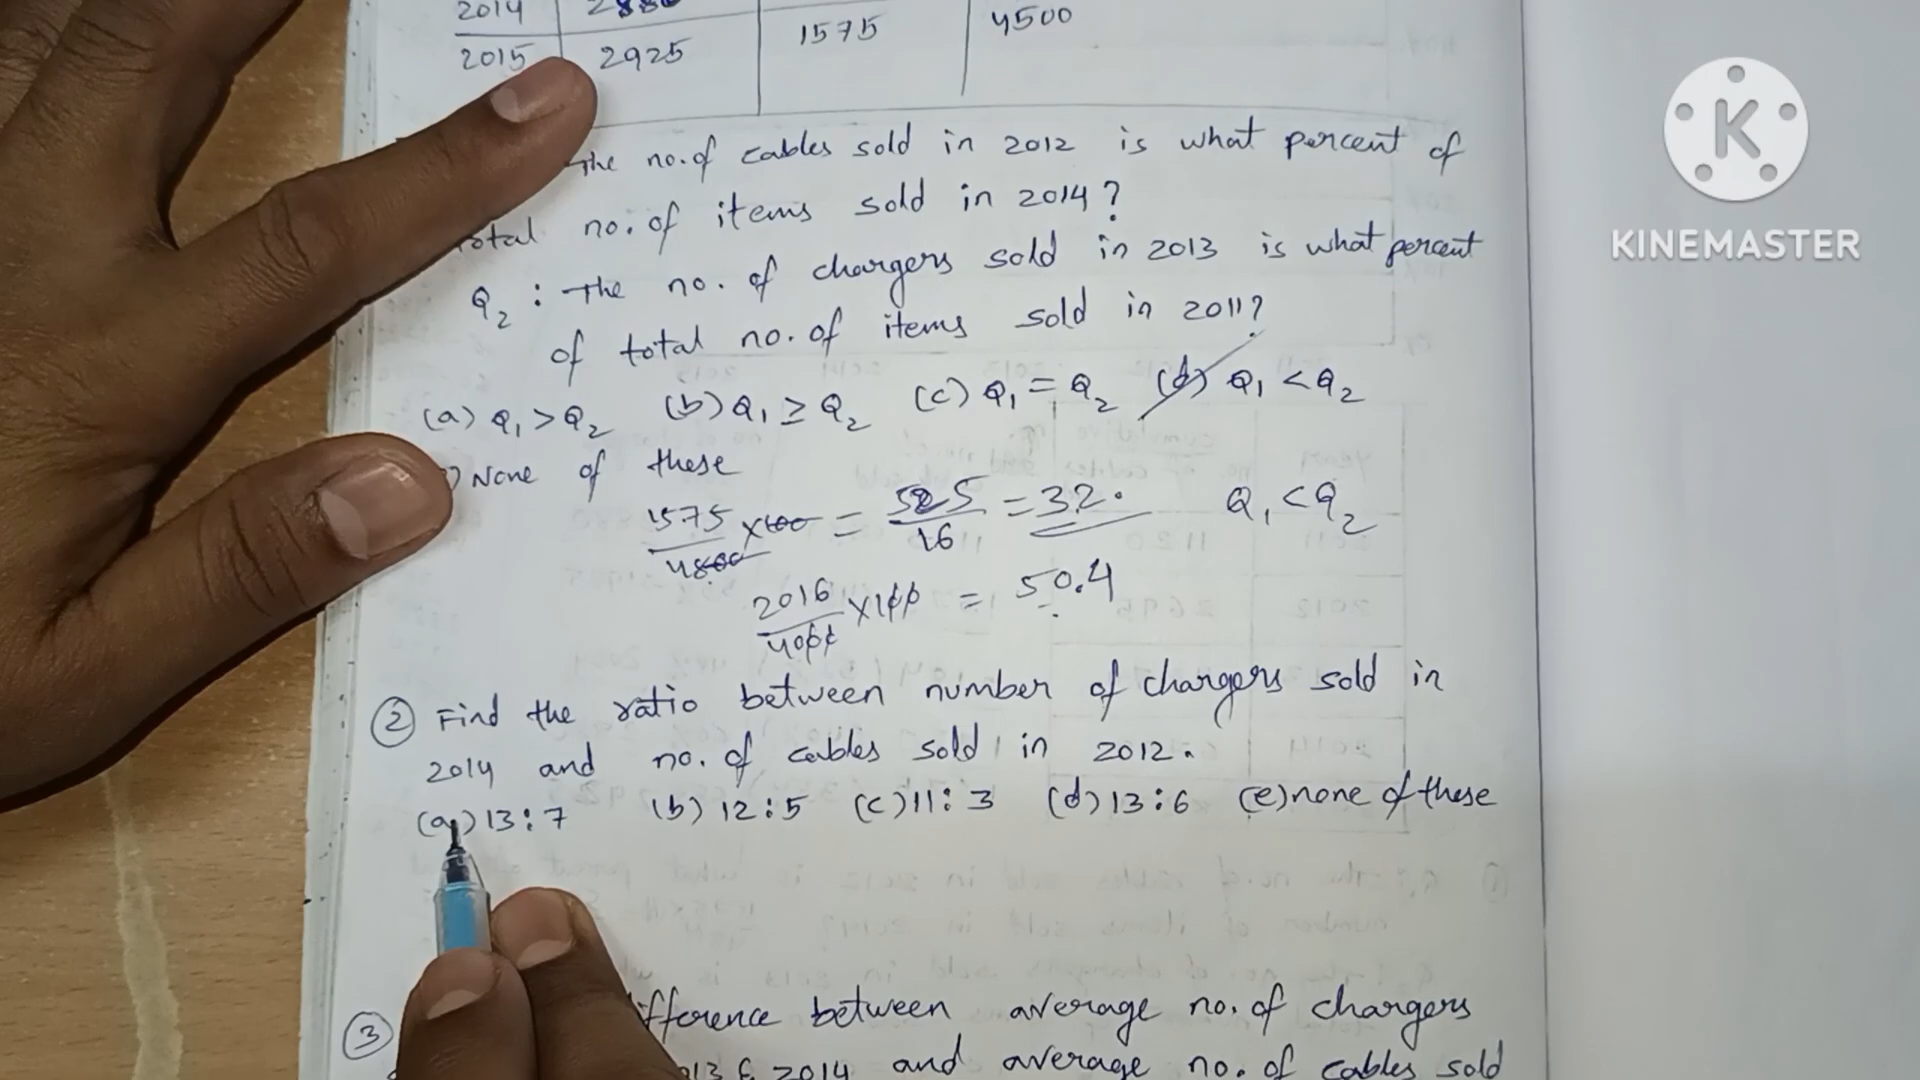 2014
2015 2925 1575 4500
The no. of cables sold in 2012 is what percent of
total no. of items sold in 2014?
Q2 : The no. of chargers sold in 2013 is what percent
of total no. of items sold in 2011?
(a) Q1 > Q2 (b) Q1 ≥ Q2 (c) Q1 = Q2 (d) Q1 < Q2
) None of these
1575/4800 × 100 = 525/16 = 32. Q1 < Q2
2016/4000 × 100 = 50.4
② Find the ratio between number of chargers sold in
2014 and no. of cables sold in 2012.
(a) 13:7 (b) 12:5 (c) 11:3 (d) 13:6 (e) none of these
③ ifference between average no. of chargers
013 & 2014 and average no. of cables sold
KINEMASTER